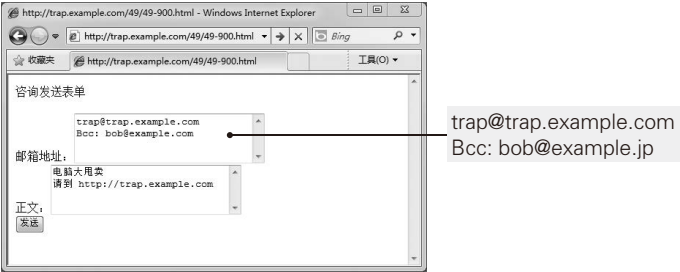 http://trap.example.com/49/49-900.html - Windows Internet Explorer
http://trap.example.com/49/49-900.html
Bing
收藏夹
http://trap.example.com/49/49-900.html
工具(O)
咨询发送表单
trap@trap.example.com
Bcc: bob@example.com
邮箱地址：
电脑大甩卖
请到 http://trap.example.com
正文：
发送
trap@trap.example.com
Bcc: bob@example.jp